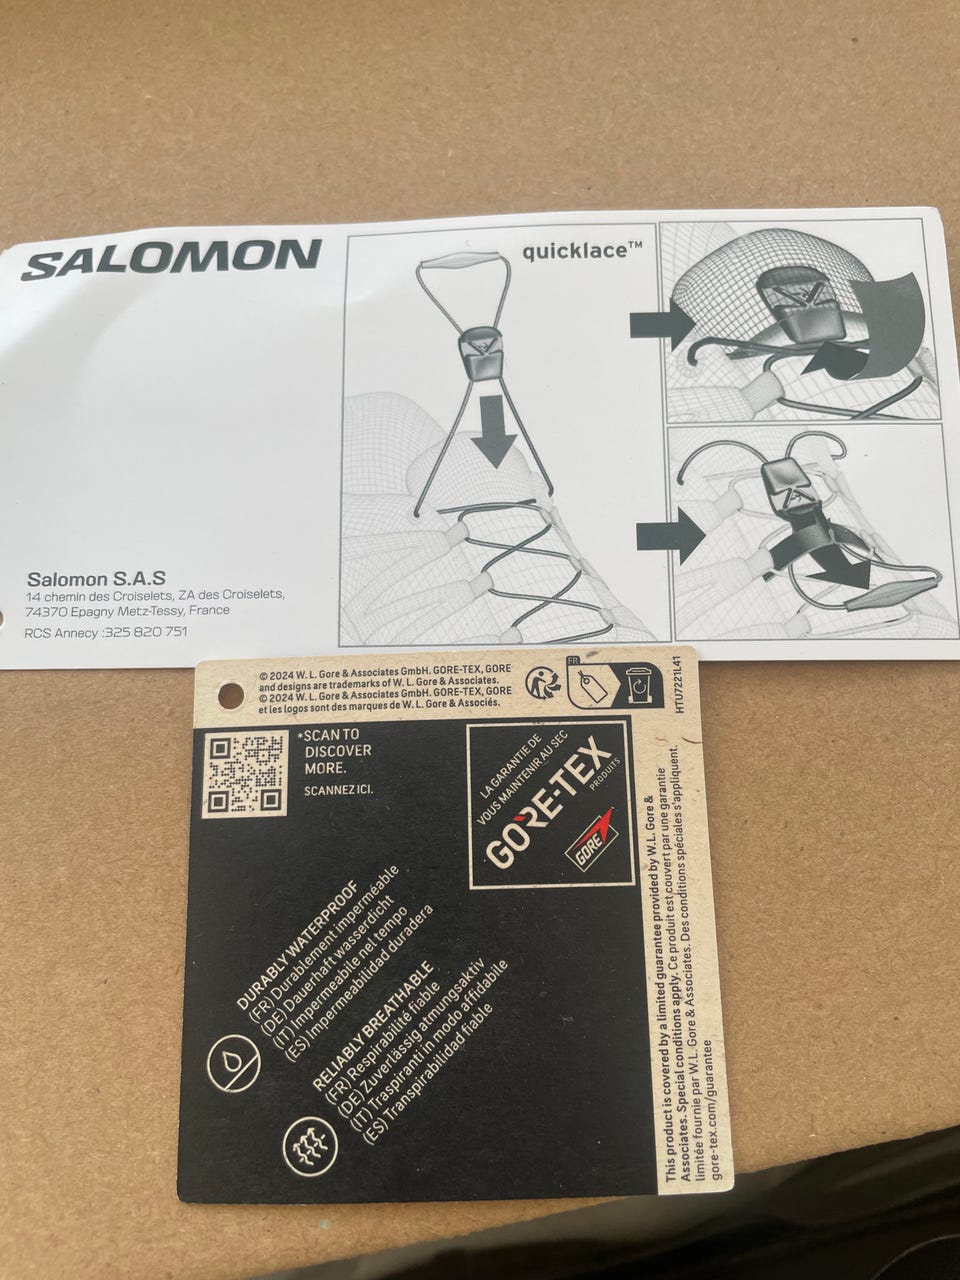 SALOMON
quicklace™
Salomon S.A.S
14 chemin des Croiselets, ZA des Croiselets,
74370 Epagny Metz-Tessy, France
RCS Annecy :325 820 751
© 2024 W. L. Gore & Associates GmbH. GORE-TEX, GORE
and designs are trademarks of W. L. Gore & Associates.
© 2024 W. L. Gore & Associates GmbH. GORE-TEX, GORE
et les logos sont des marques de W. L. Gore & Associés.
FR
HTU7221L41
*SCAN TO
DISCOVER
MORE.
SCANNEZ ICI.
LA GARANTIE DE
VOUS MAINTENIR AU SEC
GORE-TEX
PRODUITS
GORE
DURABLY WATERPROOF
(FR) Durablement imperméable
(DE) Dauerhaft wasserdicht
(IT) Impermeabile nel tempo
(ES) Impermeabilidad duradera
RELIABLY BREATHABLE
(FR) Respirabilité fiable
(DE) Zuverlässig atmungsaktiv
(IT) Traspiranti in modo affidabile
(ES) Transpirabilidad fiable
This product is covered by a limited guarantee provided by W.L. Gore &
Associates. Special conditions apply. Ce produit est couvert par une garantie
limitée fournie par W.L. Gore & Associates. Des conditions spéciales s'appliquent.
gore-tex.com/guarantee